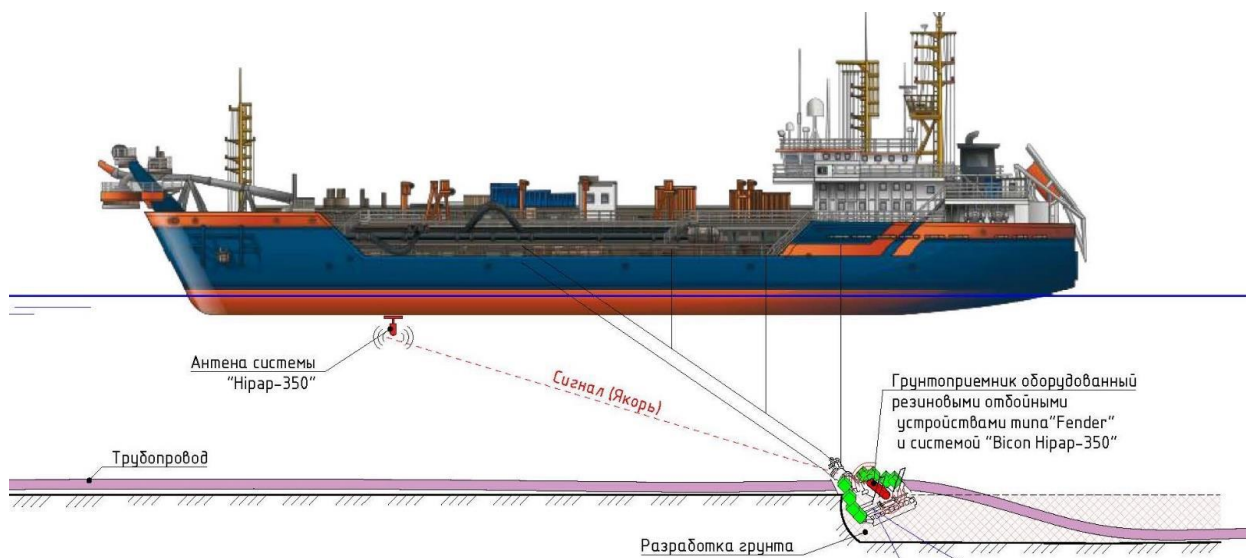 Антена системы
"Hipap-350"
Сигнал (Якорь)
Грунтоприемник оборудованный
резиновыми отбойными
устройствами типа"Fender"
и системой "Bicon Hipap-350"
Трубопровод
Разработка грунта